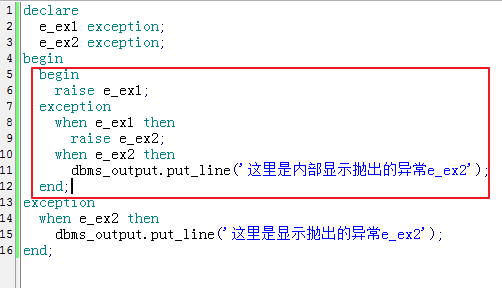 1 declare
2 e_ex1 exception;
3 e_ex2 exception;
4 begin
5 begin
6 raise e_ex1;
7 exception
8 when e_ex1 then
9 raise e_ex2;
10 when e_ex2 then
11 dbms_output.put_line('这里是内部显示抛出的异常e_ex2');
12 end;
13 exception
14 when e_ex2 then
15 dbms_output.put_line('这里是显示抛出的异常e_ex2');
16 end;